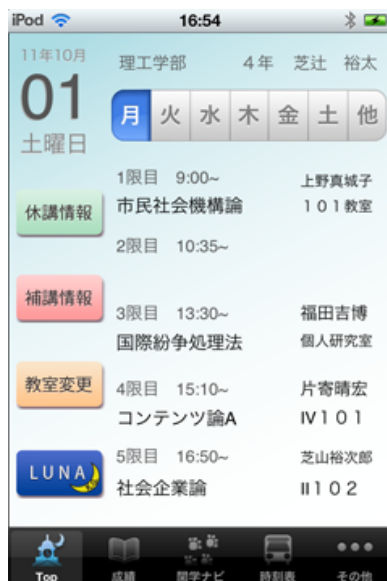 iPod 16:54
11年10月
01
土曜日
理工学部 4年 芝辻 裕太
月 火 水 木 金 土 他
休講情報
補講情報
教室変更
LUNA
1限目 9:00~ 上野真城子
市民社会機構論 101教室
2限目 10:35~
3限目 13:30~ 福田吉博
国際紛争処理法 個人研究室
4限目 15:10~ 片寄晴宏
コンテンツ論A Ⅳ101
5限目 16:50~ 芝山裕次郎
社会企業論 Ⅱ102
Top 成績 関学ナビ 時刻表 その他